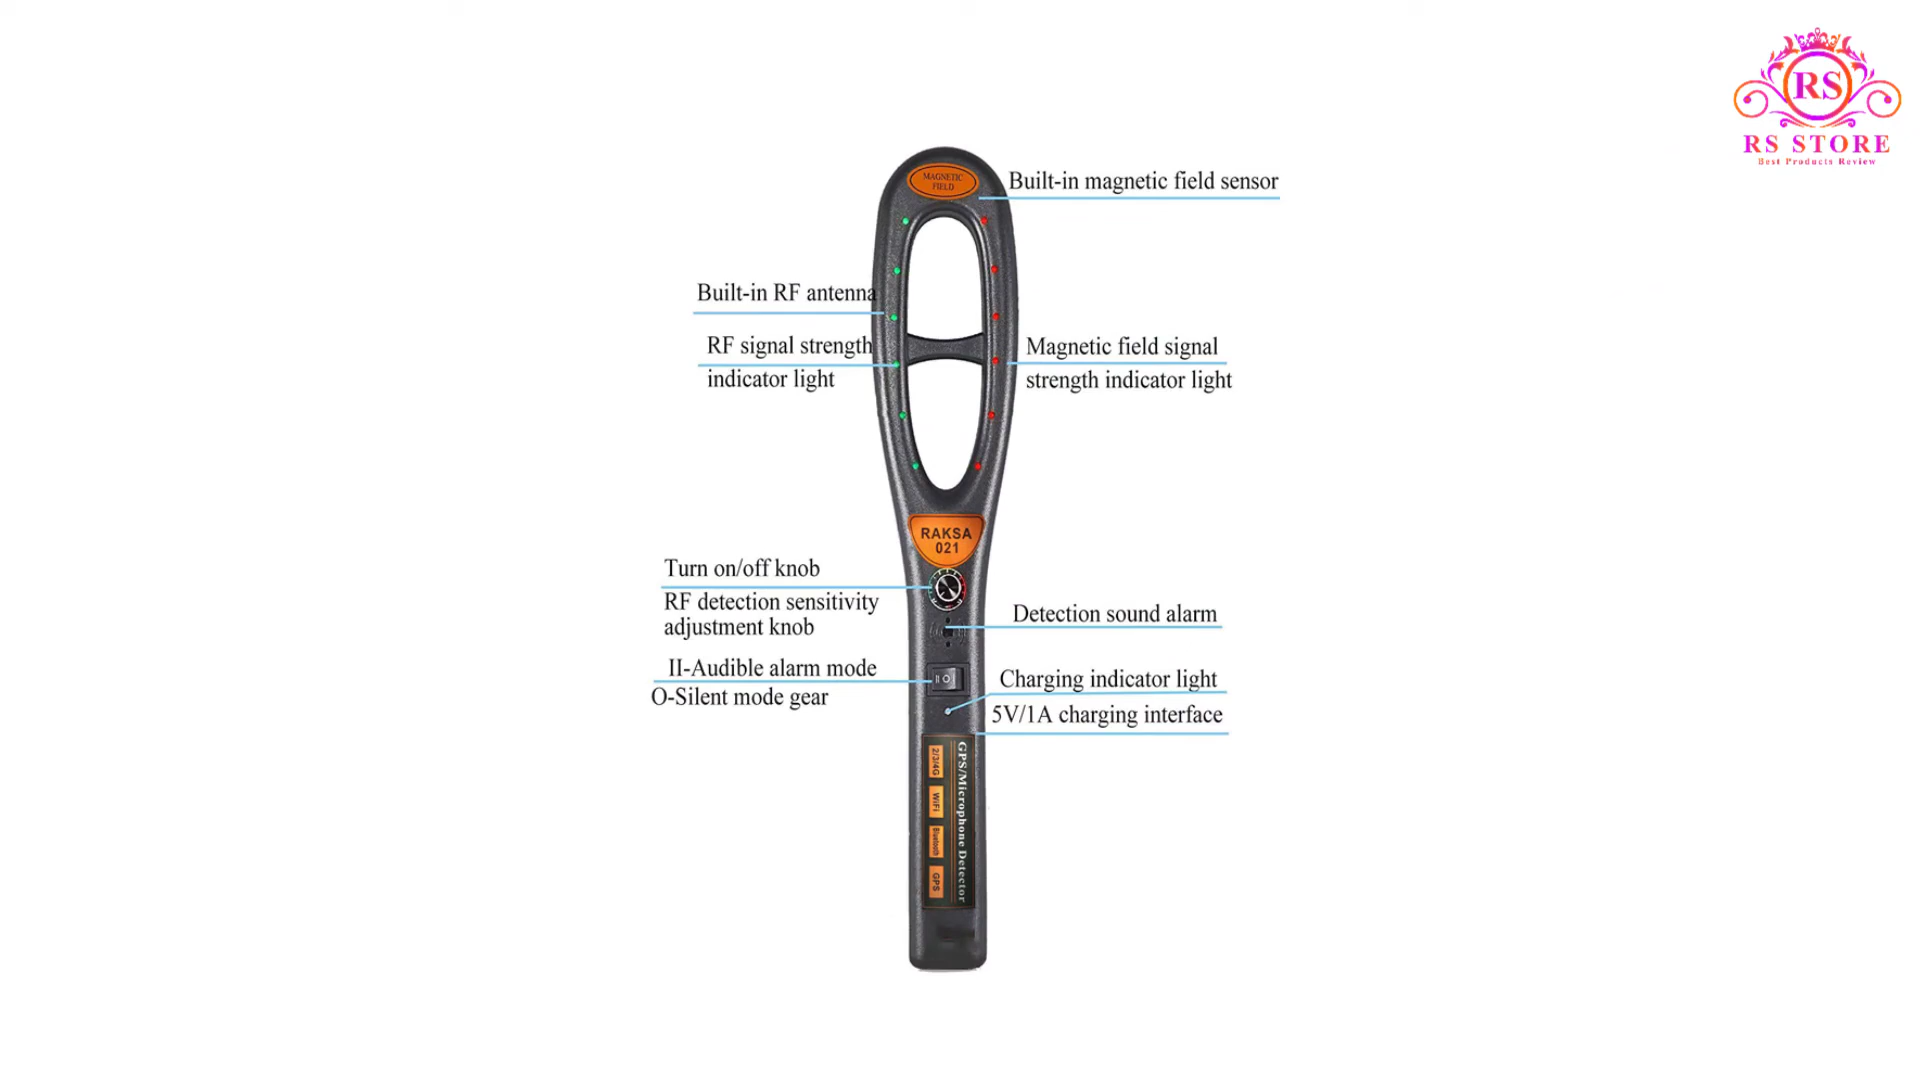 RS
RS STORE
Best Products Review
MAGNETIC
FIELD
Built-in magnetic field sensor
Built-in RF antenna
RF signal strength
indicator light
Magnetic field signal
strength indicator light
RAKSA
021
Turn on/off knob
RF detection sensitivity
adjustment knob
Detection sound alarm
II-Audible alarm mode
O-Silent mode gear
II O I
Charging indicator light
5V/1A charging interface
GPS/Microphone Detector
2/3/4G
WiFi
Bluetooth
GPS